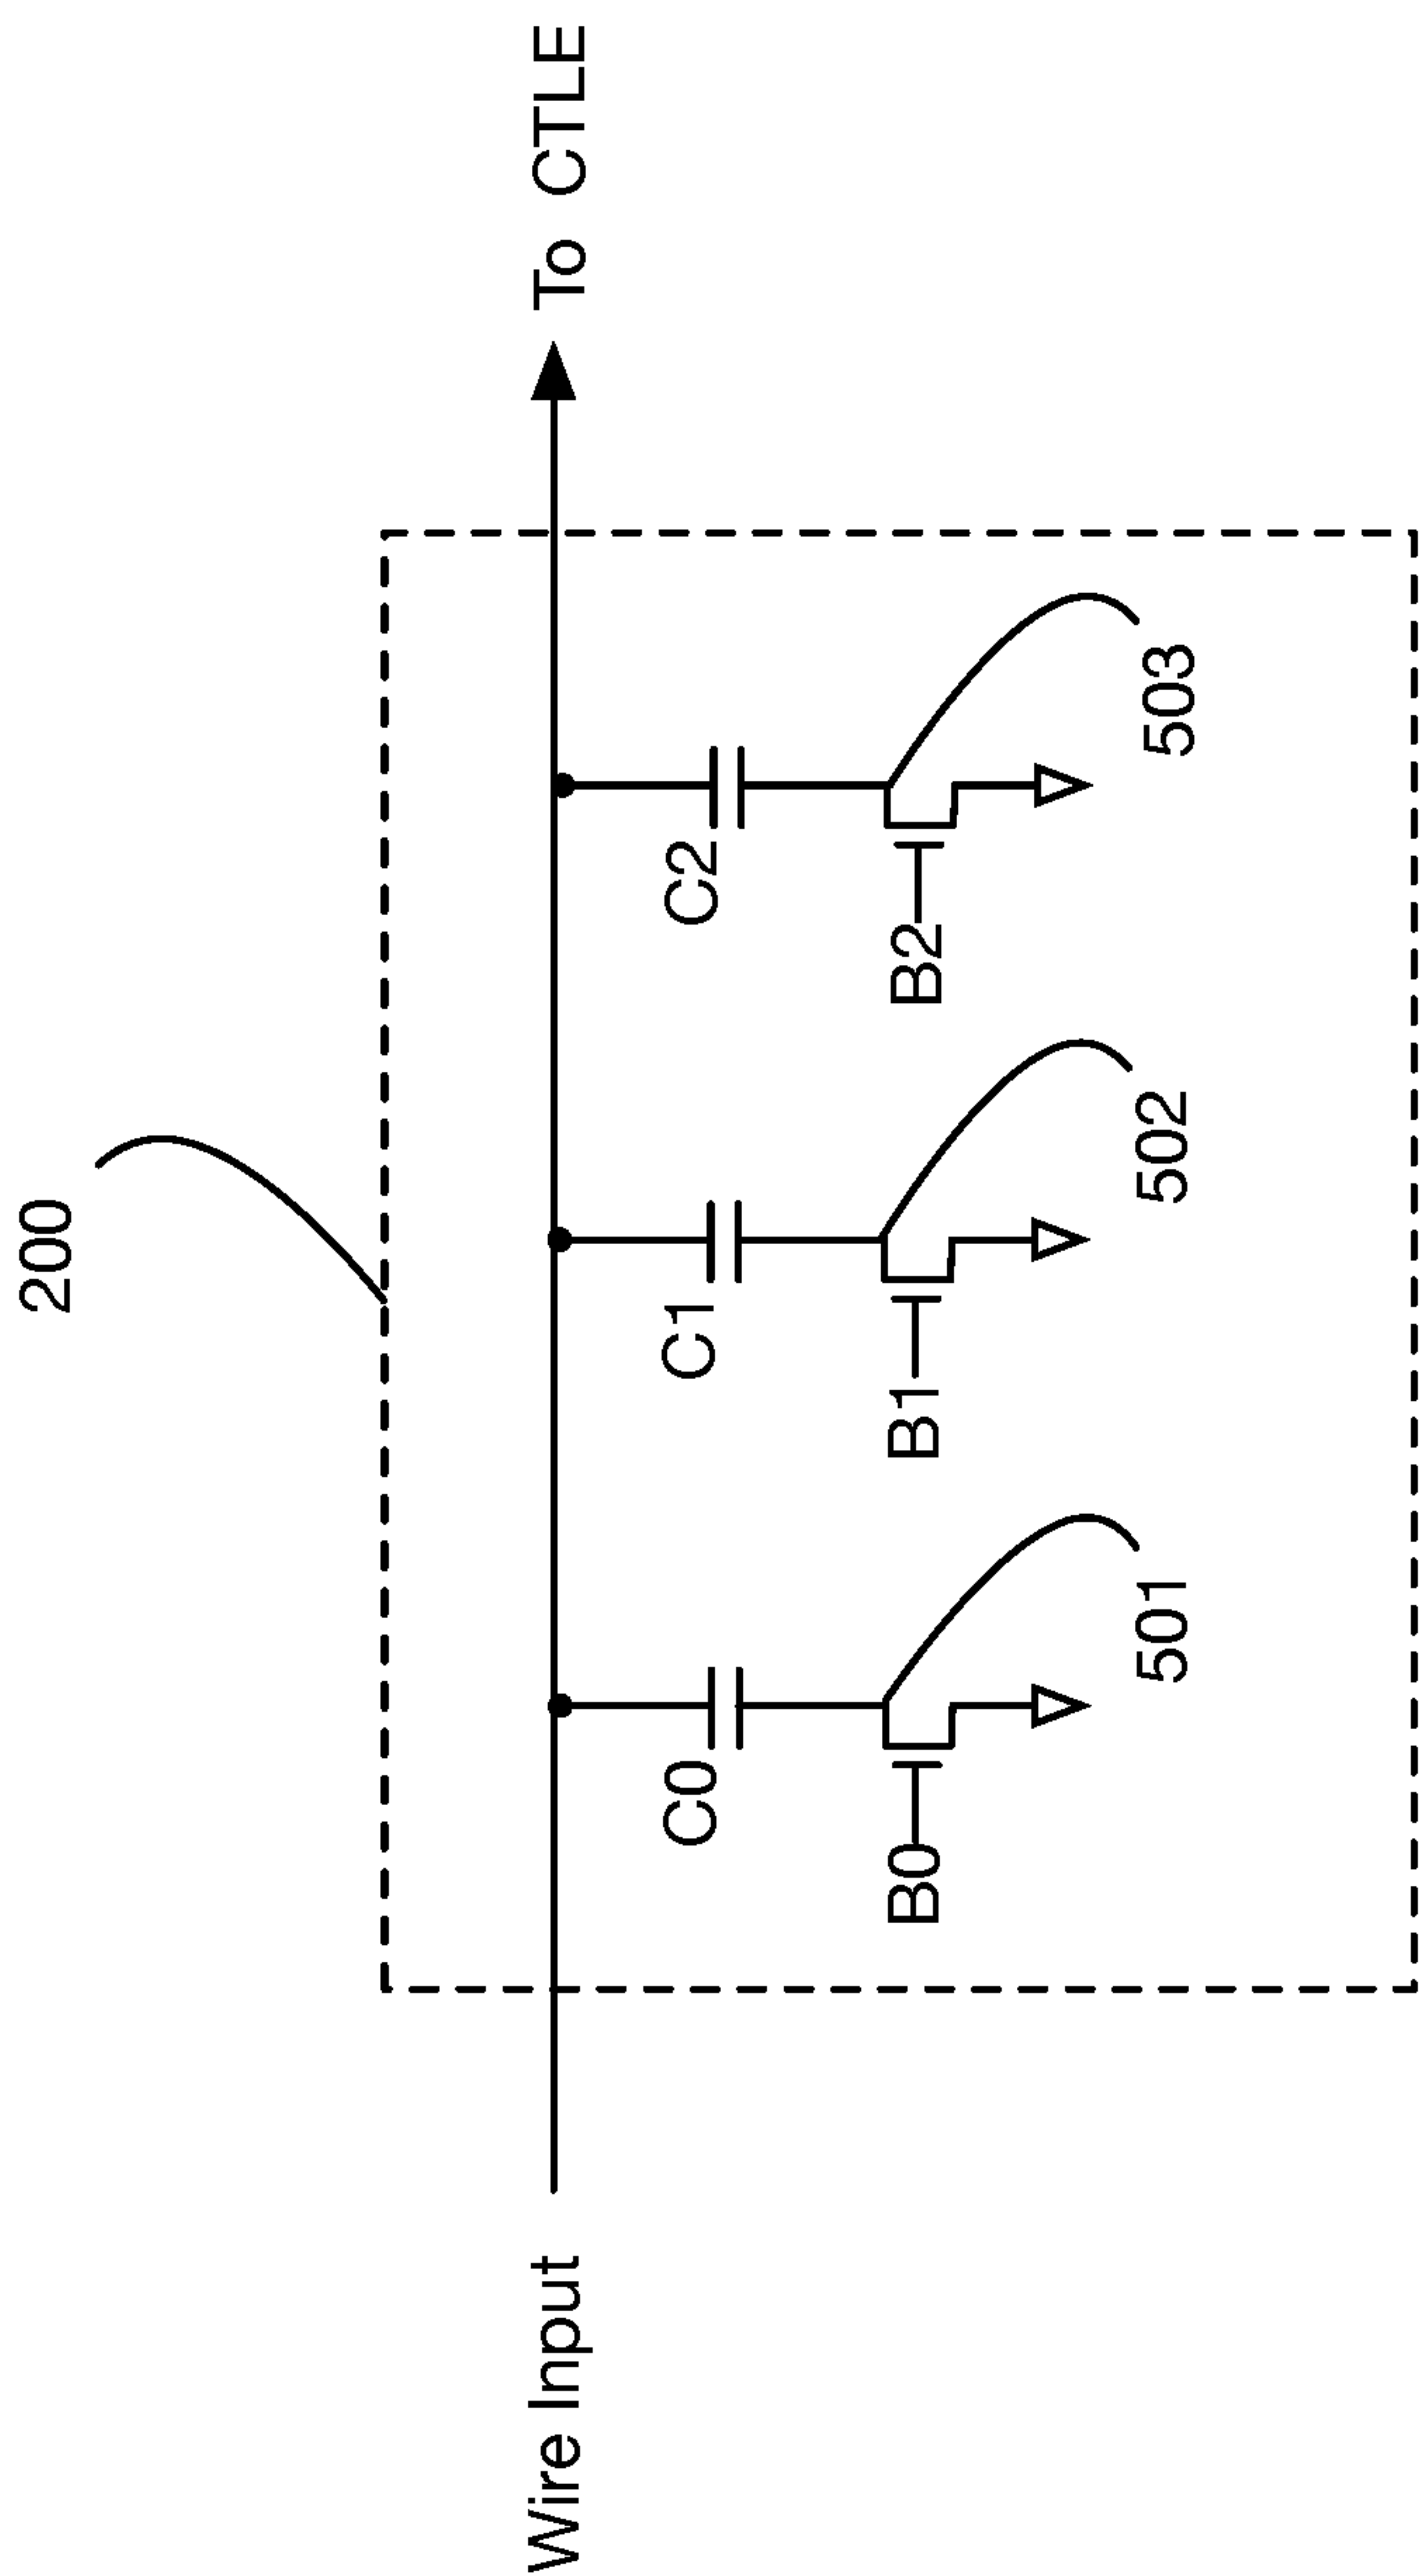 200
Wire Input
To CTLE
C0
C1
C2
B0
B1
B2
501
502
503